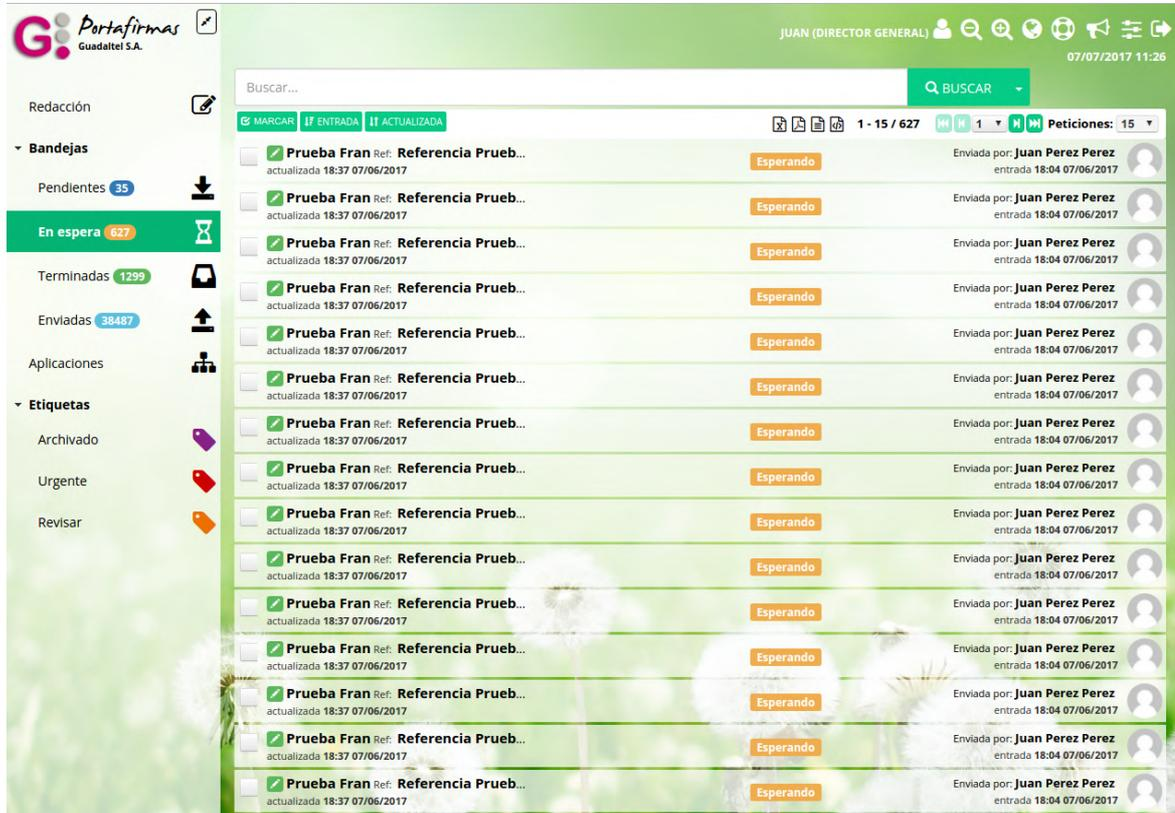 G Portafirmas
Guadaltel S.A.
JUAN (DIRECTOR GENERAL)
07/07/2017 11:26
Redacción
Bandejas
Pendientes 35
En espera 627
Terminadas 1299
Enviadas 38487
Aplicaciones
Etiquetas
Archivado
Urgente
Revisar
Buscar...
BUSCAR
MARCAR ENTRADA ACTUALIZADA 1 - 15 / 627 1 Peticiones: 15
Prueba Fran Ref: Referencia Prueb... Esperando Enviada por: Juan Perez Perez
actualizada 18:37 07/06/2017 entrada 18:04 07/06/2017
Prueba Fran Ref: Referencia Prueb... Esperando Enviada por: Juan Perez Perez
actualizada 18:37 07/06/2017 entrada 18:04 07/06/2017
Prueba Fran Ref: Referencia Prueb... Esperando Enviada por: Juan Perez Perez
actualizada 18:37 07/06/2017 entrada 18:04 07/06/2017
Prueba Fran Ref: Referencia Prueb... Esperando Enviada por: Juan Perez Perez
actualizada 18:37 07/06/2017 entrada 18:04 07/06/2017
Prueba Fran Ref: Referencia Prueb... Esperando Enviada por: Juan Perez Perez
actualizada 18:37 07/06/2017 entrada 18:04 07/06/2017
Prueba Fran Ref: Referencia Prueb... Esperando Enviada por: Juan Perez Perez
actualizada 18:37 07/06/2017 entrada 18:04 07/06/2017
Prueba Fran Ref: Referencia Prueb... Esperando Enviada por: Juan Perez Perez
actualizada 18:37 07/06/2017 entrada 18:04 07/06/2017
Prueba Fran Ref: Referencia Prueb... Esperando Enviada por: Juan Perez Perez
actualizada 18:37 07/06/2017 entrada 18:04 07/06/2017
Prueba Fran Ref: Referencia Prueb... Esperando Enviada por: Juan Perez Perez
actualizada 18:37 07/06/2017 entrada 18:04 07/06/2017
Prueba Fran Ref: Referencia Prueb... Esperando Enviada por: Juan Perez Perez
actualizada 18:37 07/06/2017 entrada 18:04 07/06/2017
Prueba Fran Ref: Referencia Prueb... Esperando Enviada por: Juan Perez Perez
actualizada 18:37 07/06/2017 entrada 18:04 07/06/2017
Prueba Fran Ref: Referencia Prueb... Esperando Enviada por: Juan Perez Perez
actualizada 18:37 07/06/2017 entrada 18:04 07/06/2017
Prueba Fran Ref: Referencia Prueb... Esperando Enviada por: Juan Perez Perez
actualizada 18:37 07/06/2017 entrada 18:04 07/06/2017
Prueba Fran Ref: Referencia Prueb... Esperando Enviada por: Juan Perez Perez
actualizada 18:37 07/06/2017 entrada 18:04 07/06/2017
Prueba Fran Ref: Referencia Prueb... Esperando Enviada por: Juan Perez Perez
actualizada 18:37 07/06/2017 entrada 18:04 07/06/2017